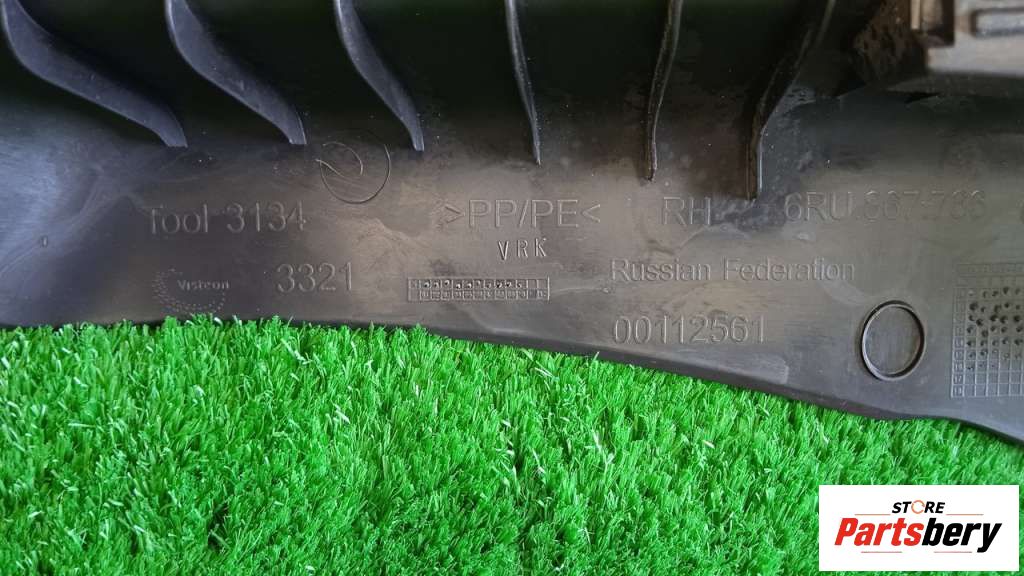 Tool 3134
>PP/PE<
RH
VRK
Visteon
3321
Russian Federation
00112561
STORE
Partsbery